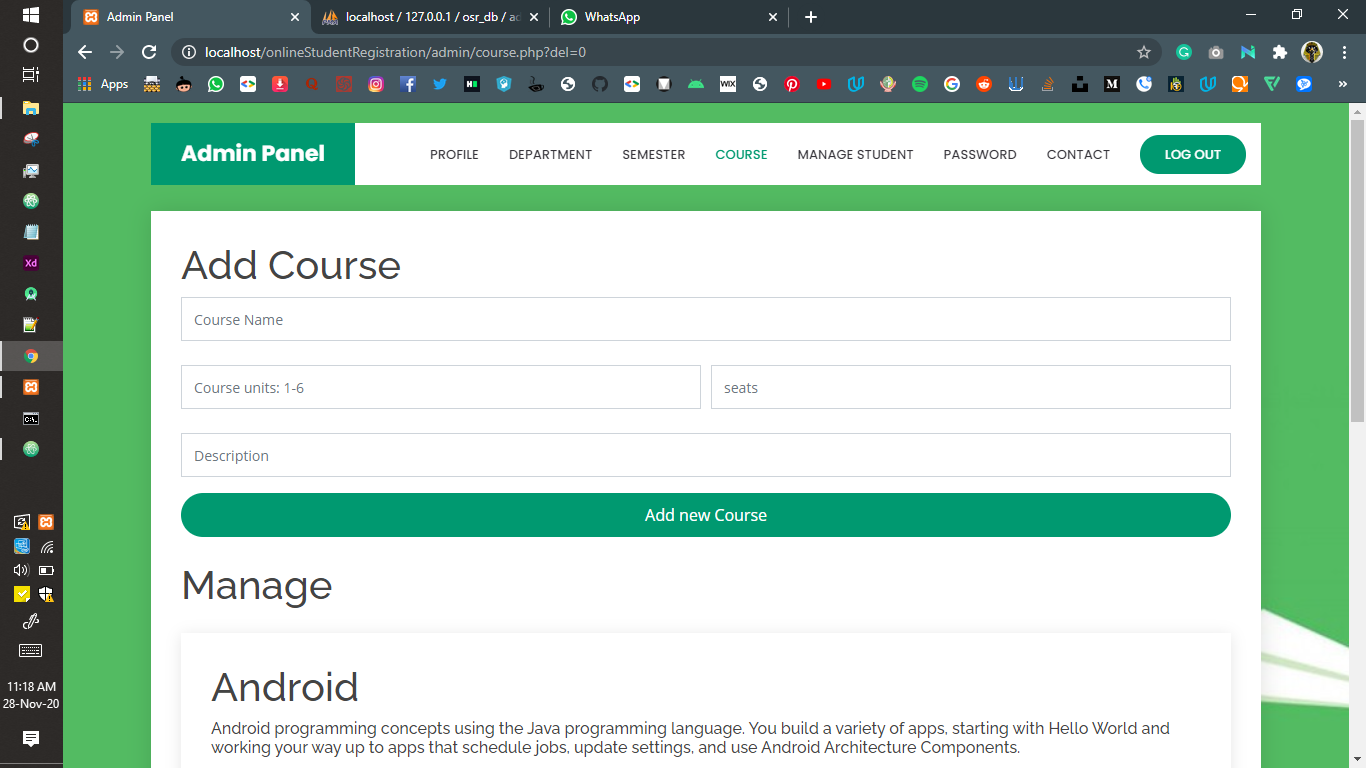 Admin Panel
localhost / 127.0.0.1 / osr_db / ad
WhatsApp
localhost/onlineStudentRegistration/admin/course.php?del=0
Apps
Admin Panel
PROFILE
DEPARTMENT
SEMESTER
COURSE
MANAGE STUDENT
PASSWORD
CONTACT
LOG OUT
Add Course
Course Name
Course units: 1-6
seats
Description
Add new Course
Manage
Android
Android programming concepts using the Java programming language. You build a variety of apps, starting with Hello World and
working your way up to apps that schedule jobs, update settings, and use Android Architecture Components.
Xd
11:18 AM
28-Nov-20